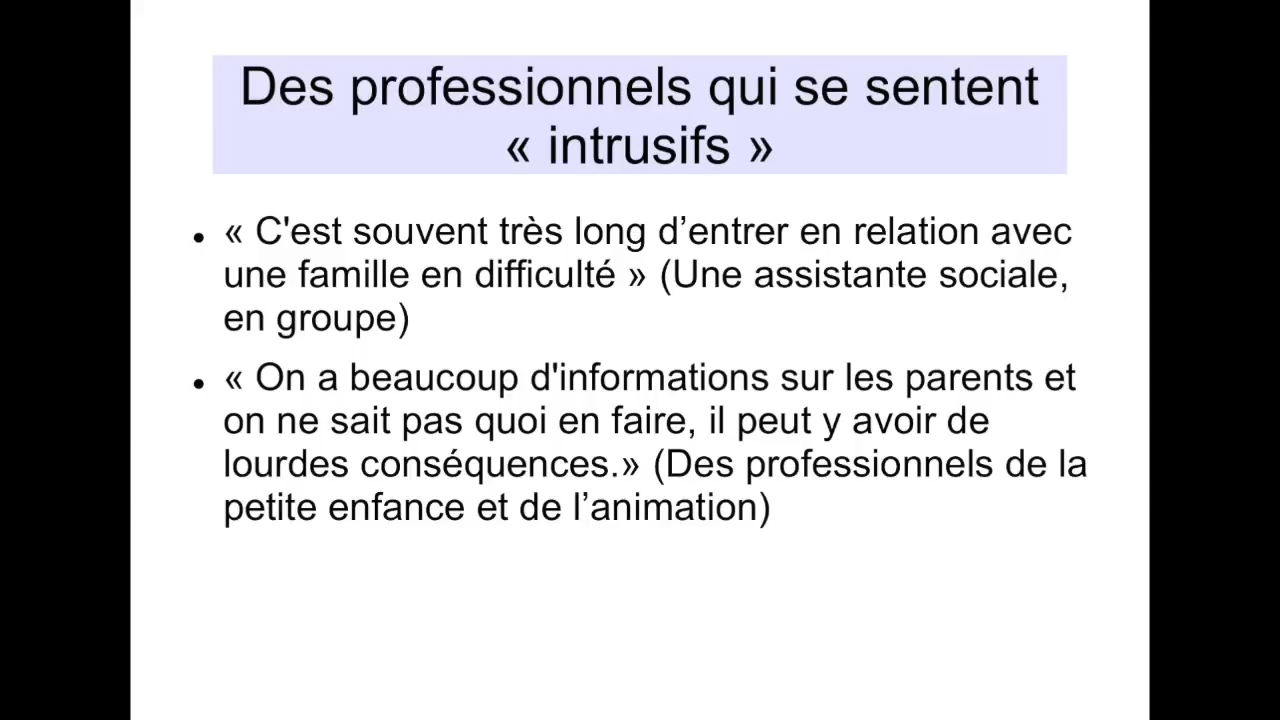 Des professionnels qui se sentent
« intrusifs »
• « C'est souvent très long d’entrer en relation avec
une famille en difficulté » (Une assistante sociale,
en groupe)
• « On a beaucoup d'informations sur les parents et
on ne sait pas quoi en faire, il peut y avoir de
lourdes conséquences.» (Des professionnels de la
petite enfance et de l’animation)